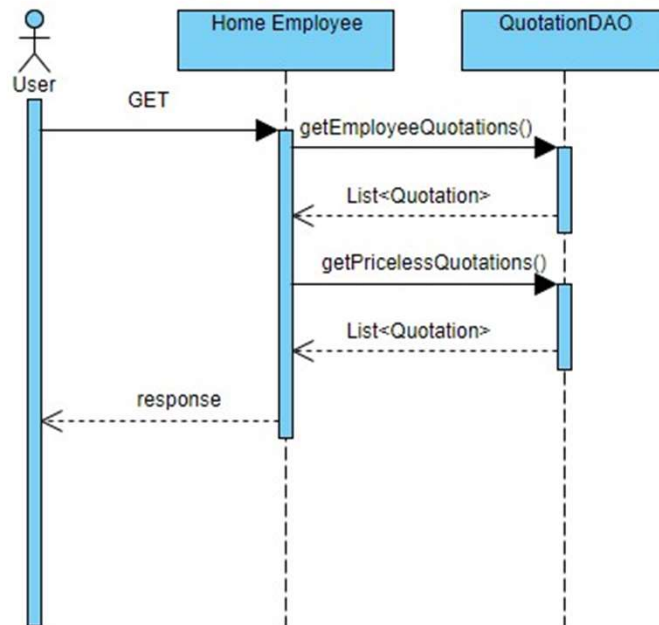 Home Employee
QuotationDAO
User
GET
getEmployeeQuotations()
List<Quotation>
getPricelessQuotations()
List<Quotation>
response